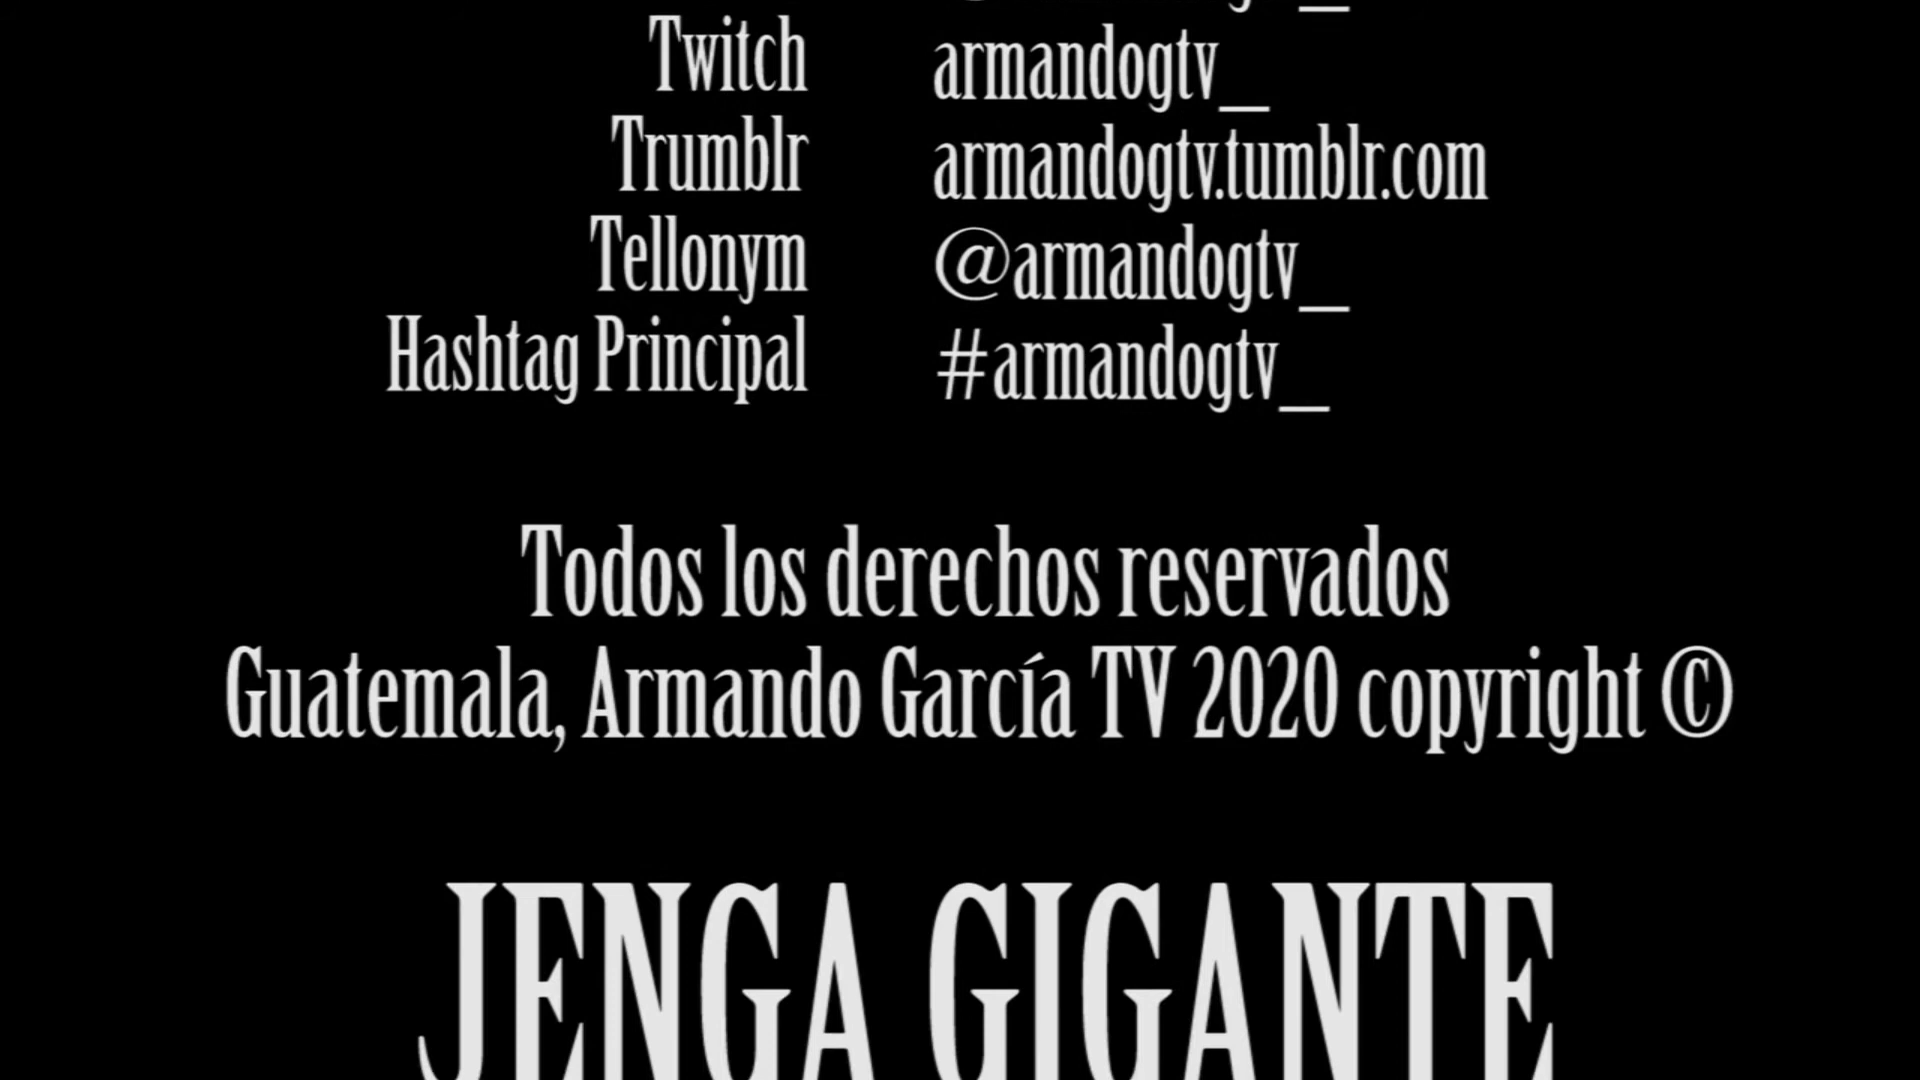 Twitch armandogtv_
Trumblr armandogtv.tumblr.com
Tellonym @armandogtv_
Hashtag Principal #armandogtv_
Todos los derechos reservados
Guatemala, Armando García TV 2020 copyright ©
JENGA GIGANTE